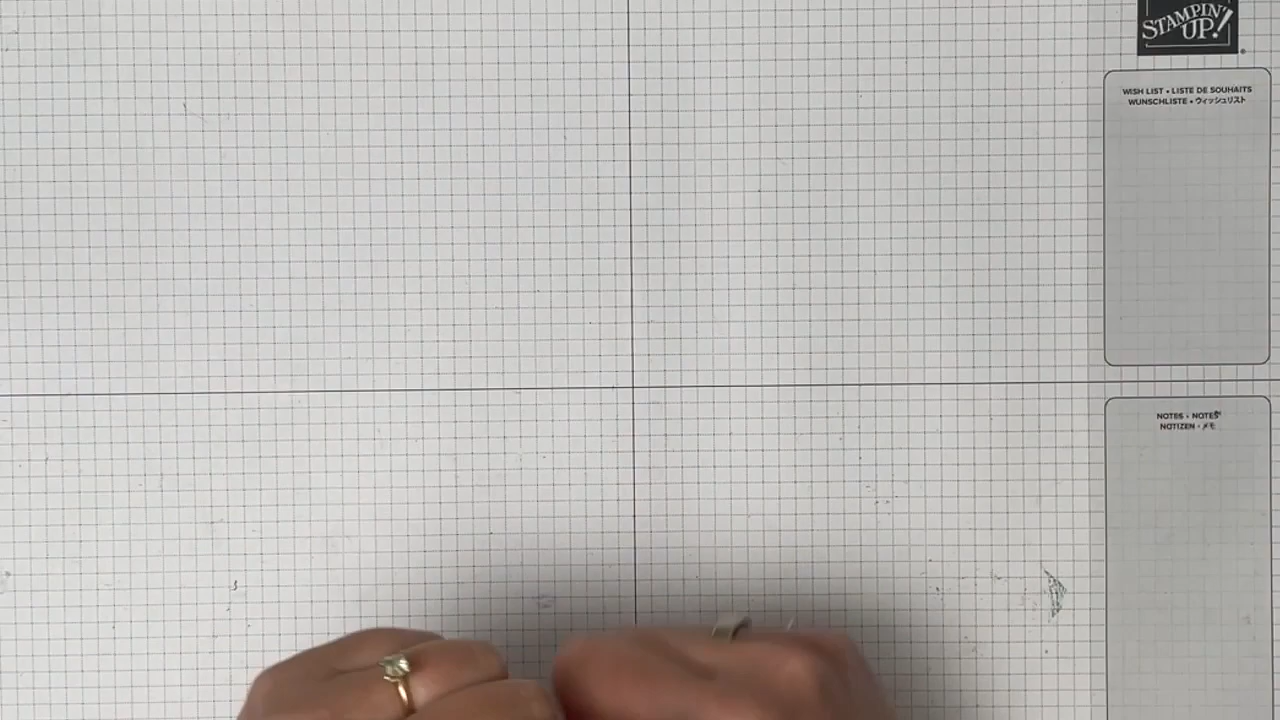 STAMPIN'
UP!
WISH LIST • LISTE DE SOUHAITS
WUNSCHLISTE • ウィッシュリスト
NOTES • NOTES
NOTIZEN • メモ